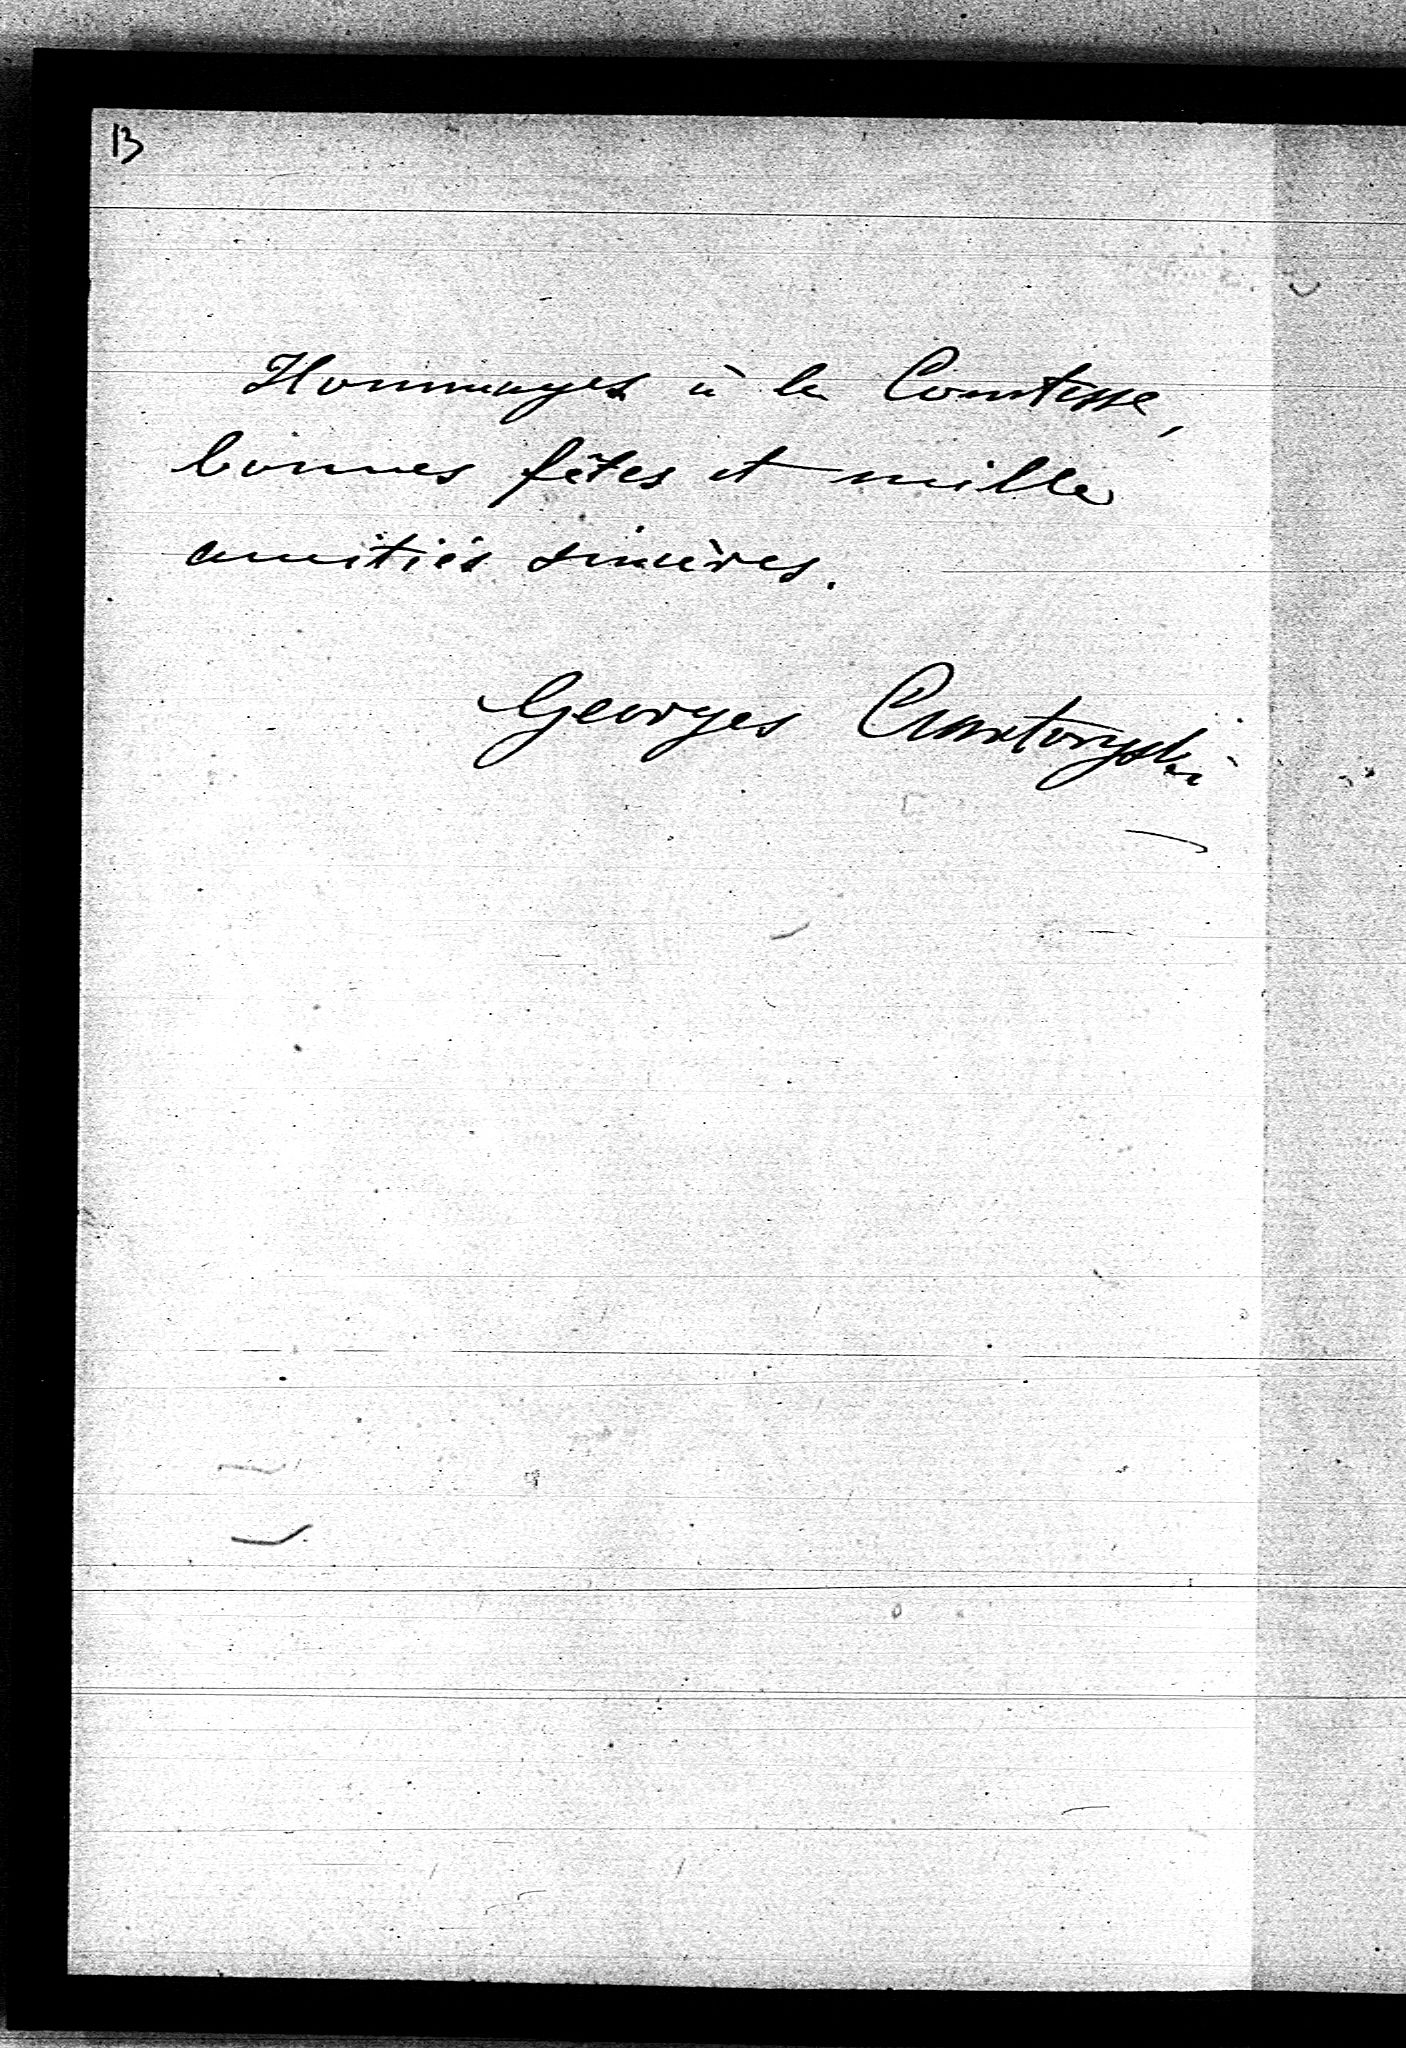 13
Hommages à la Comtesse,
bonnes fêtes et mille
amitiés sincères.
Georges Czartoryski